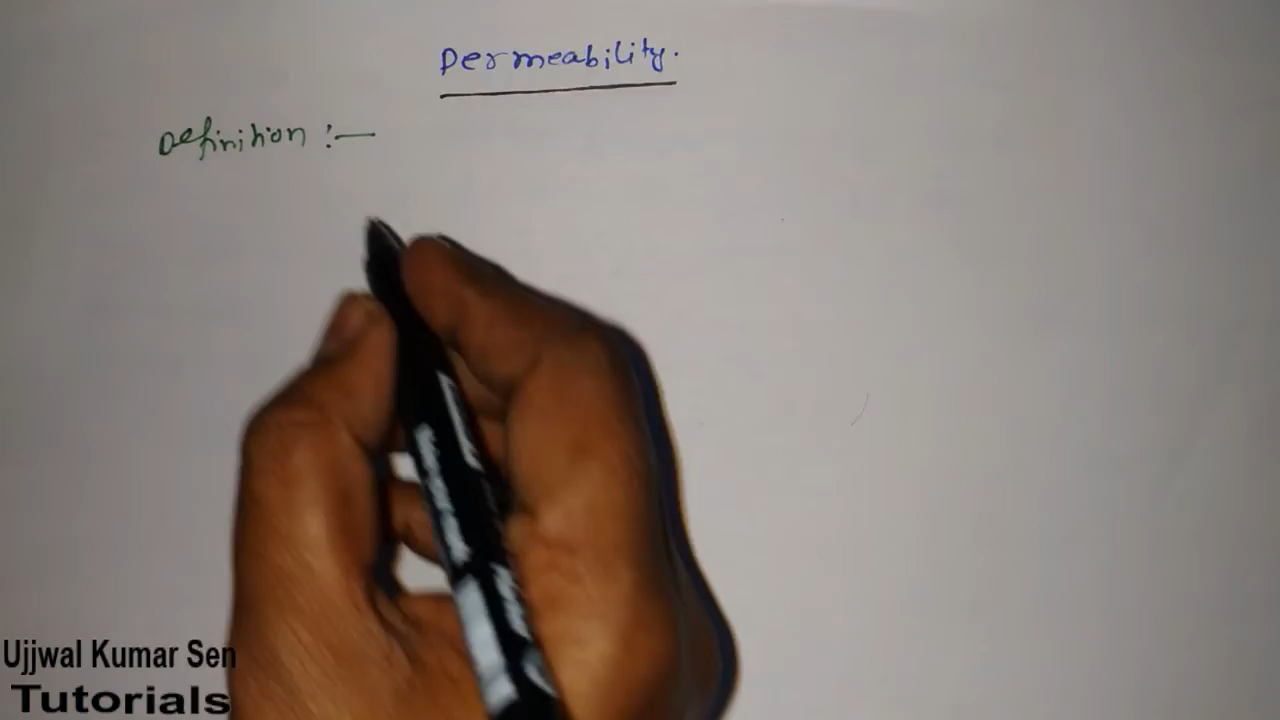 Permeability.
Definition :—
Ujjwal Kumar Sen
Tutorials